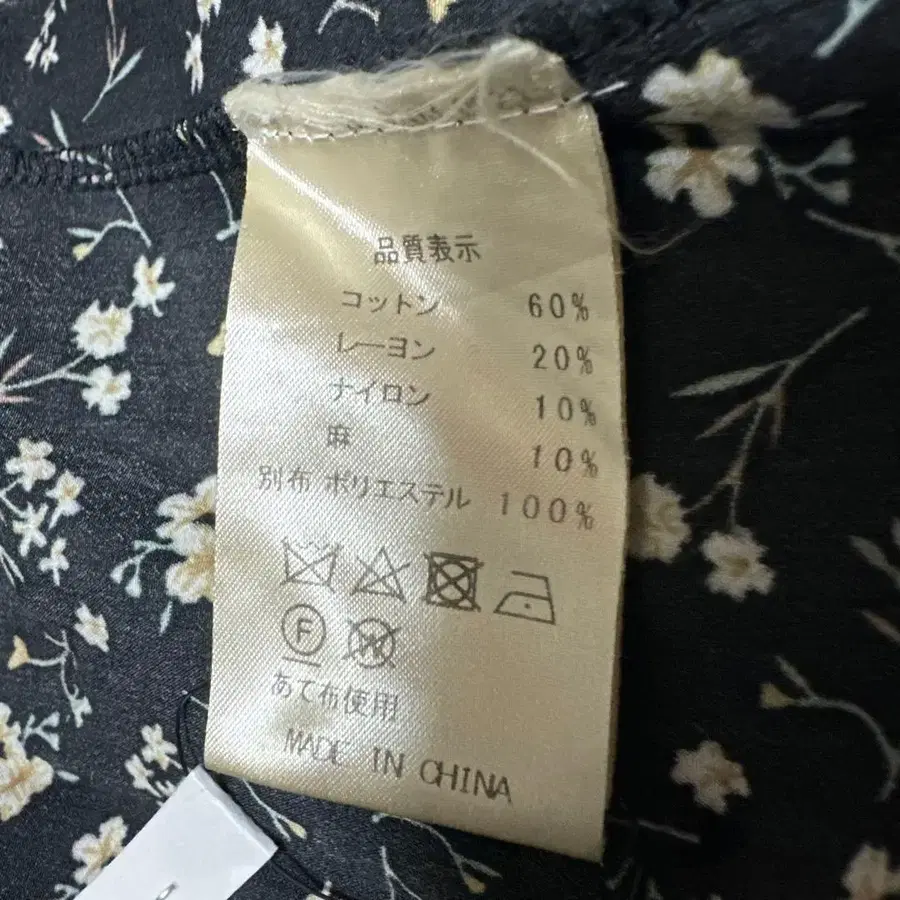 品質表示
コットン 60%
レーヨン 20%
ナイロン 10%
麻 10%
別布 ポリエステル 100%
F W
あて布使用
MADE IN CHINA